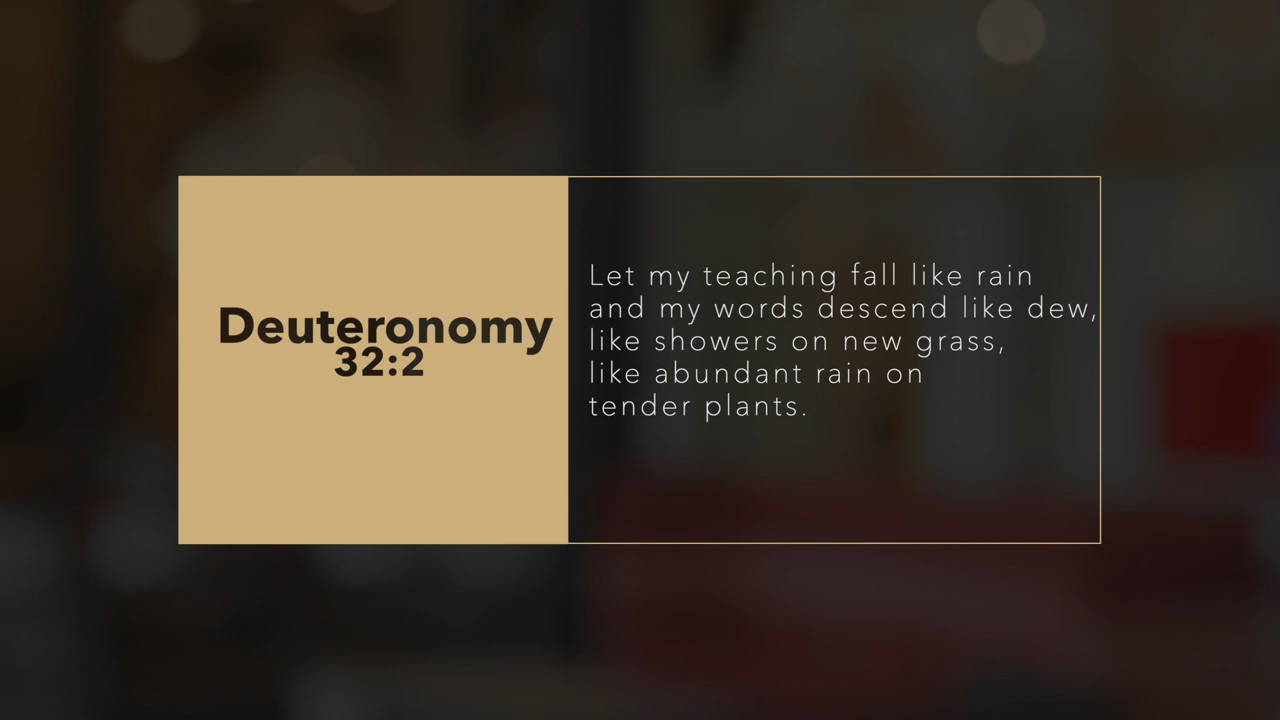 Deuteronomy
32:2
Let my teaching fall like rain
and my words descend like dew,
like showers on new grass,
like abundant rain on
tender plants.